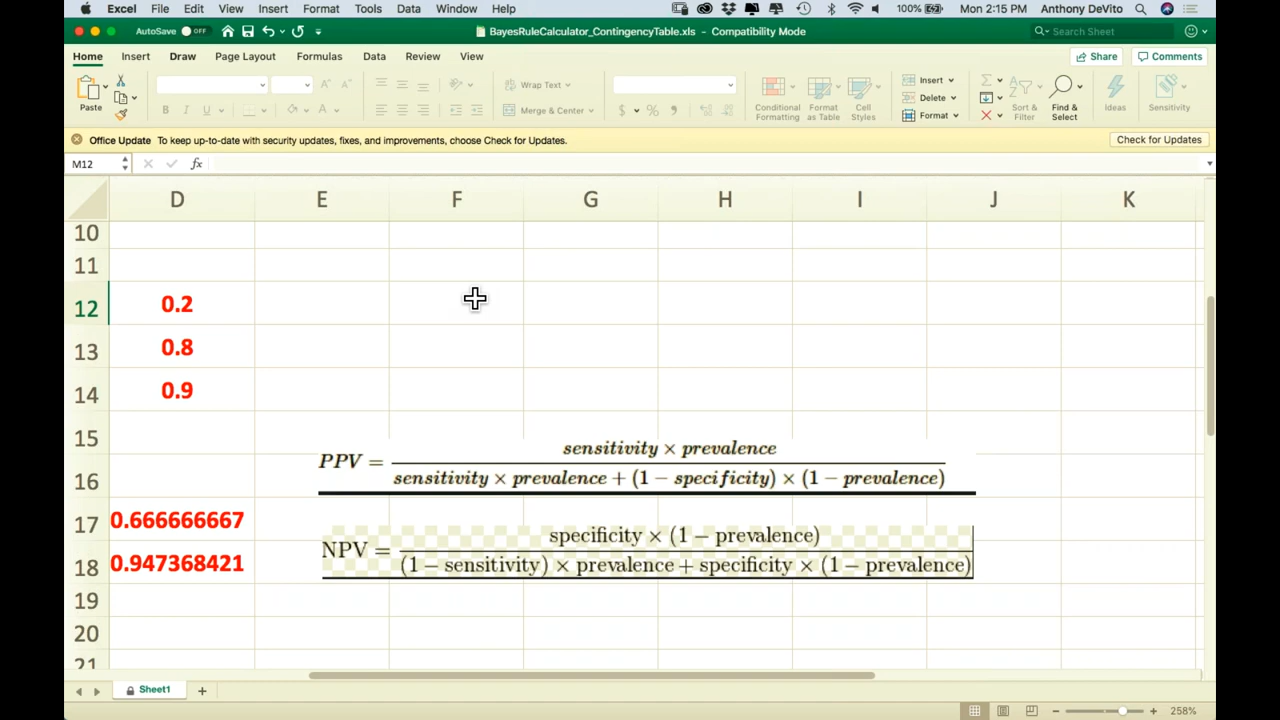 Excel File Edit View Insert Format Tools Data Window Help 100% Mon 2:15 PM Anthony DeVito
AutoSave OFF BayesRuleCalculator_ContingencyTable.xls - Compatibility Mode Search Sheet
Home Insert Draw Page Layout Formulas Data Review View Share Comments
Paste B I U A A A Wrap Text Merge & Center $ % Conditional Formatting Format as Table Cell Styles Insert Delete Format Sort & Filter Find & Select Ideas Sensitivity
Office Update To keep up-to-date with security updates, fixes, and improvements, choose Check for Updates. Check for Updates
M12 fx
D E F G H I J K
10
11
12 0.2
13 0.8
14 0.9
15
16
PPV = sensitivity × prevalence
sensitivity × prevalence + (1 − specificity) × (1 − prevalence)
17 0.666666667
18 0.947368421
NPV = specificity × (1 − prevalence)
(1 − sensitivity) × prevalence + specificity × (1 − prevalence)
19
20
21
Sheet1 +
− + 258%